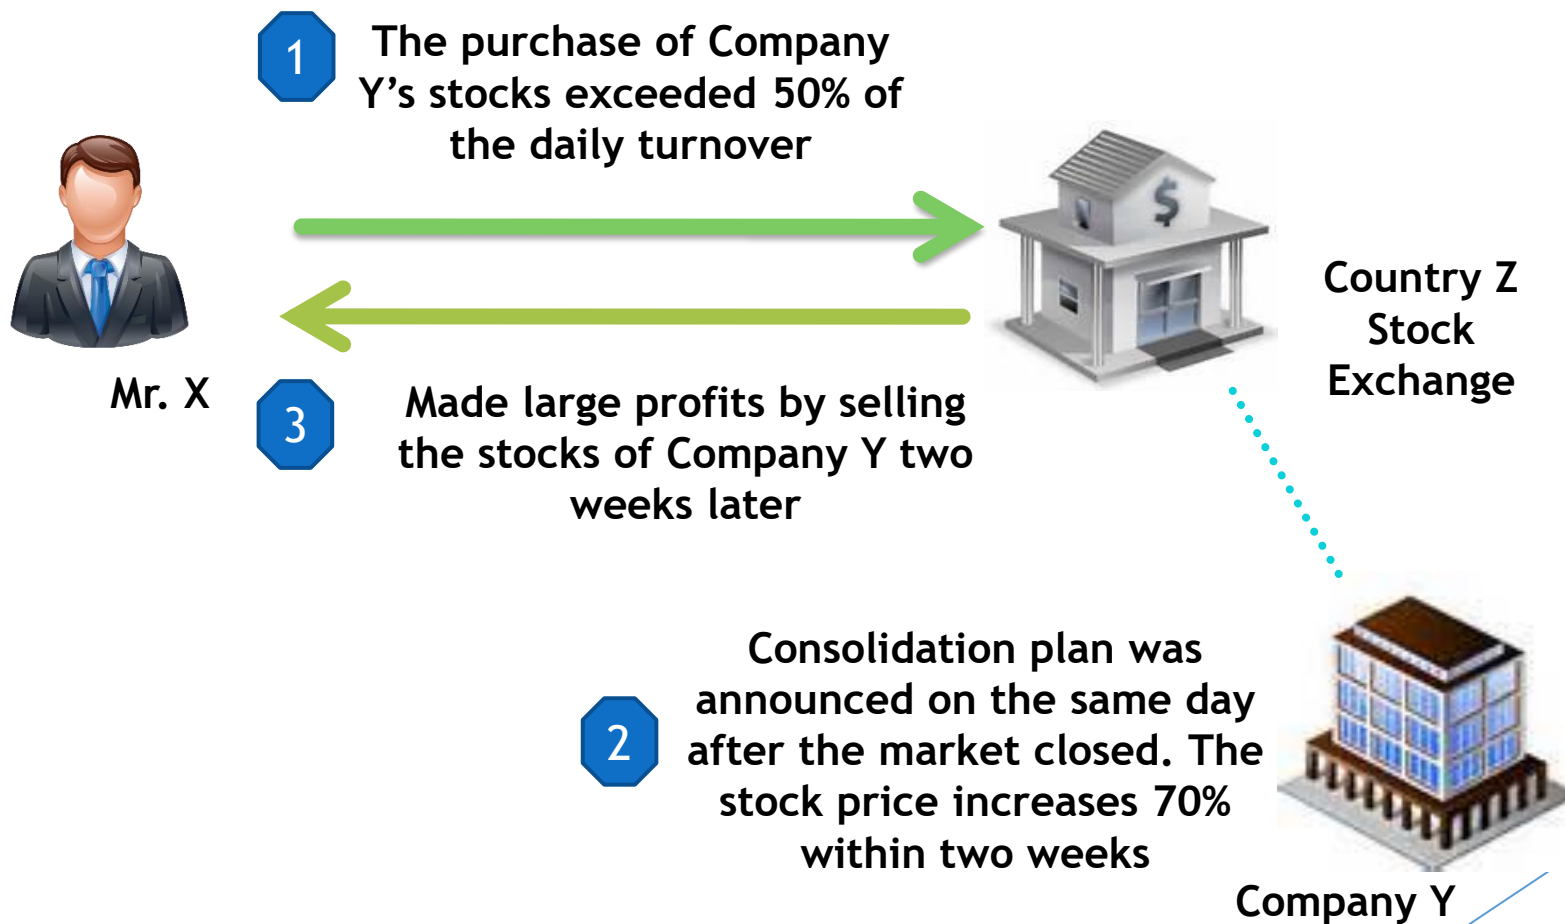 1
The purchase of Company
Y’s stocks exceeded 50% of
the daily turnover
$
Country Z
Stock
Exchange
Mr. X
3
Made large profits by selling
the stocks of Company Y two
weeks later
2
Consolidation plan was
announced on the same day
after the market closed. The
stock price increases 70%
within two weeks
Company Y